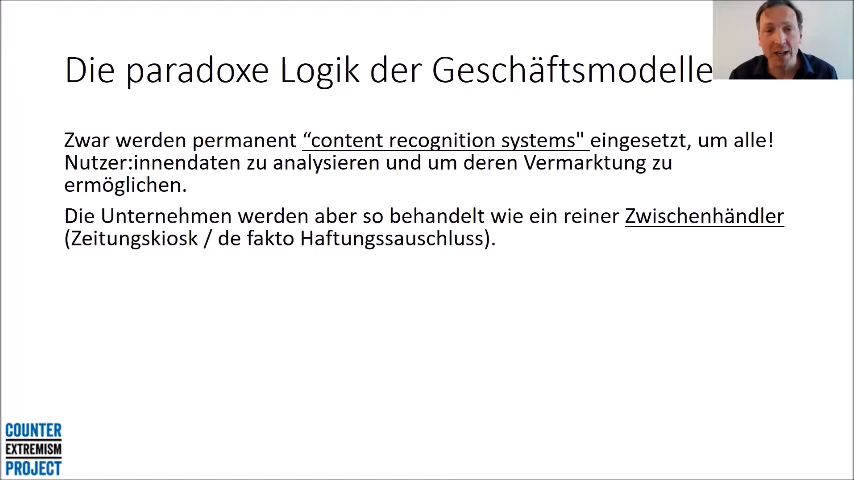 Die paradoxe Logik der Geschäftsmodelle
Zwar werden permanent “content recognition systems" eingesetzt, um alle!
Nutzer:innendaten zu analysieren und um deren Vermarktung zu
ermöglichen.
Die Unternehmen werden aber so behandelt wie ein reiner Zwischenhändler
(Zeitungskiosk / de fakto Haftungssauschluss).
COUNTER
EXTREMISM
PROJECT